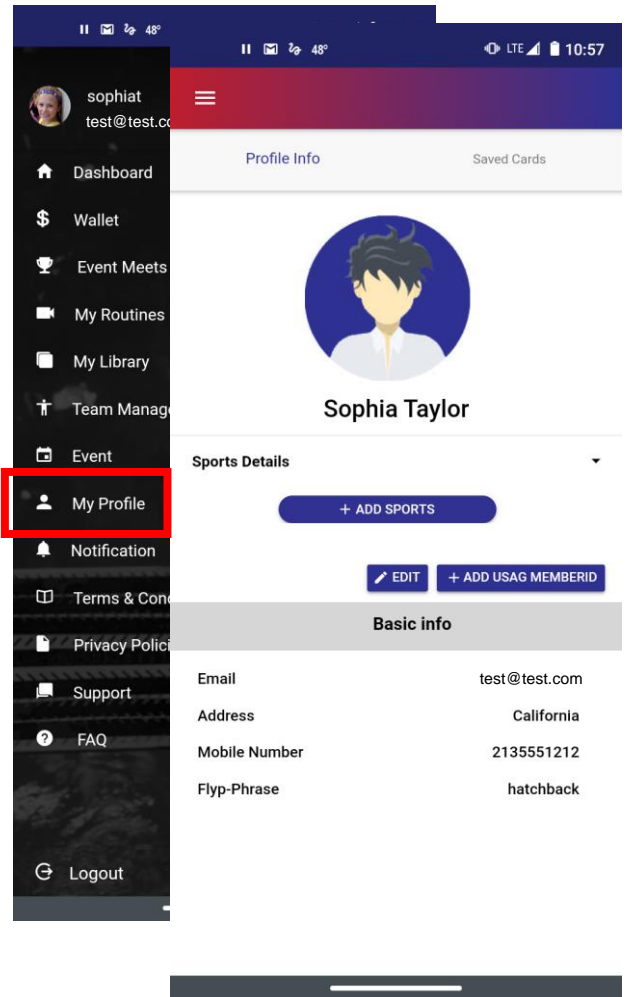 48°
sophiat
test@test.co
Dashboard
$ Wallet
Event Meets
My Routines
My Library
Team Manag
Event
My Profile
Notification
Terms & Con
Privacy Polici
Support
? FAQ
Logout
48° LTE 10:57
Profile Info Saved Cards
Sophia Taylor
Sports Details
+ ADD SPORTS
EDIT + ADD USAG MEMBERID
Basic info
Email test@test.com
Address California
Mobile Number 2135551212
Flyp-Phrase hatchback